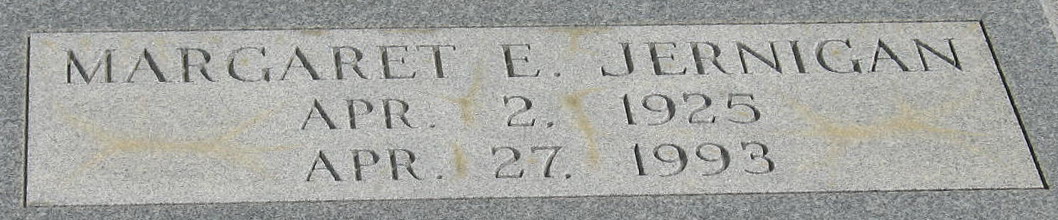 MARGARET E. JERNIGAN
APR. 2, 1925
APR. 27, 1993